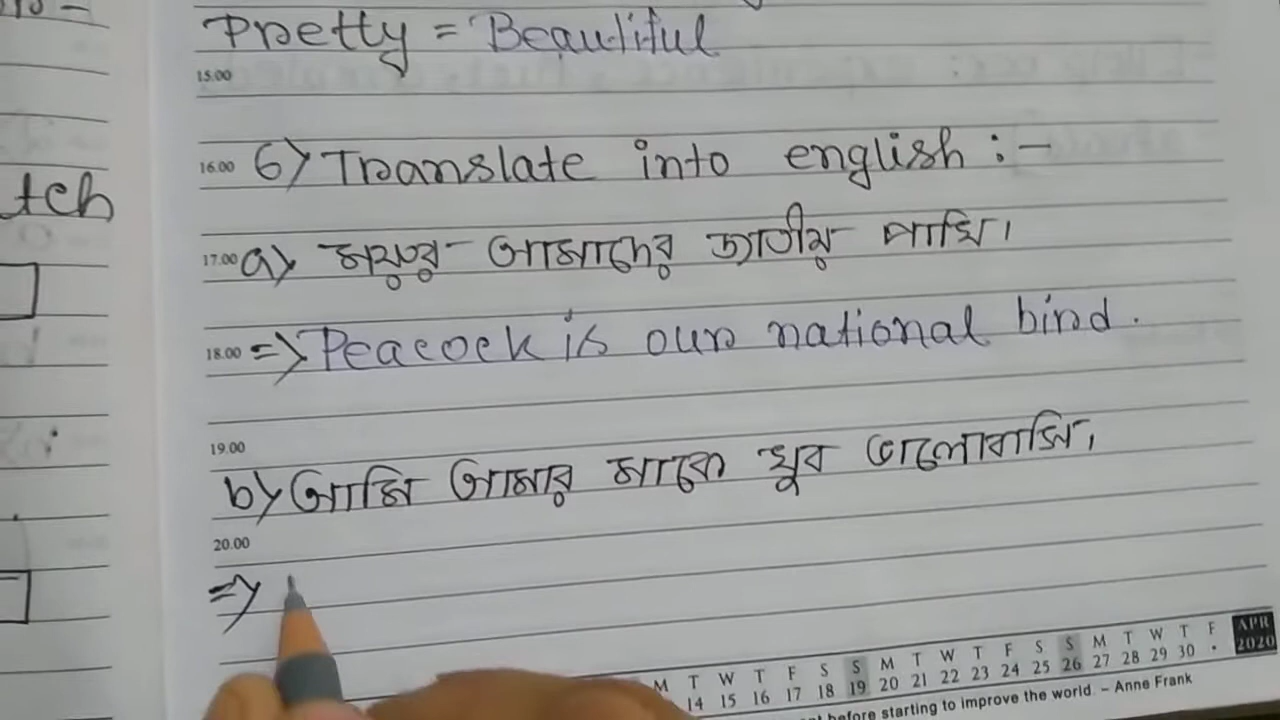 tch
Pretty = Beautiful
15.00
16.00 6) Translate into english :-
17.00 a) ময়ূর আমাদের জাতীয় পাখি।
18.00 => Peacock is our national bird.
19.00
b) আমি আমার মাকে খুব ভালোবাসি।
20.00
=>
M T W T F S S M T W T F S S M T W T F APR
14 15 16 17 18 19 20 21 22 23 24 25 26 27 28 29 30 . 2020
before starting to improve the world. – Anne Frank